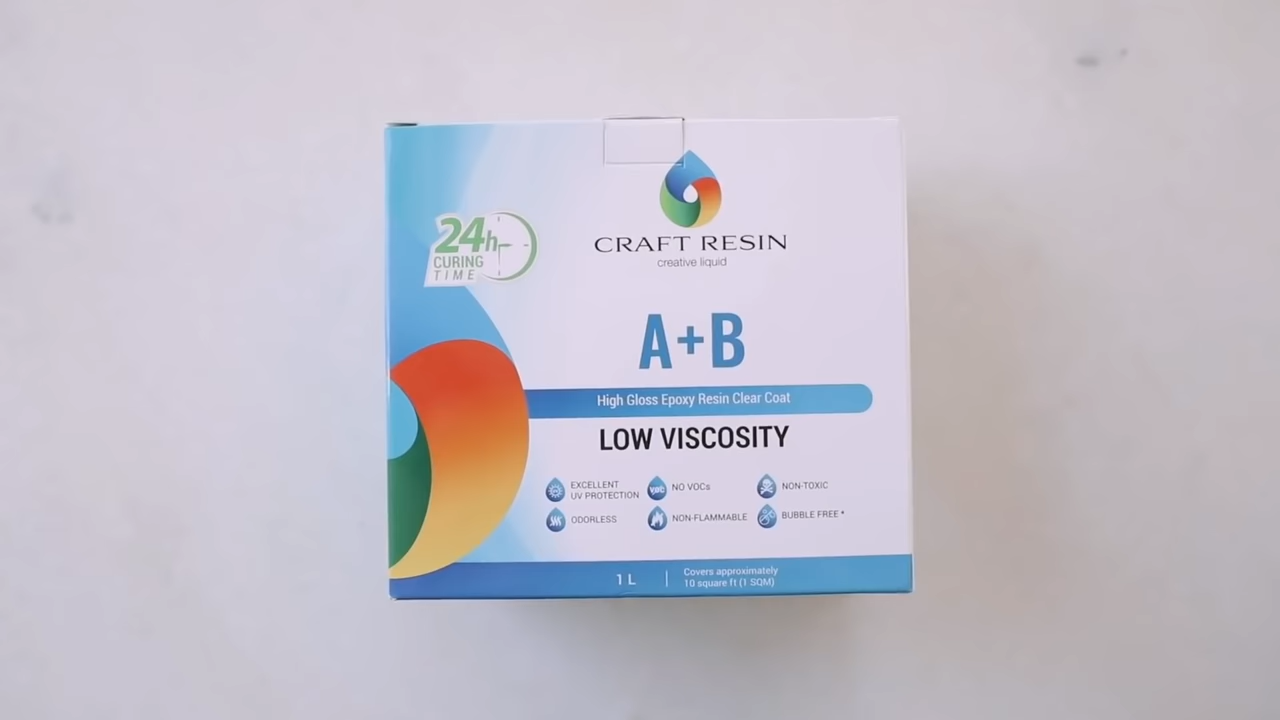 24h
CURING
TIME
CRAFT RESIN
creative liquid
A+B
High Gloss Epoxy Resin Clear Coat
LOW VISCOSITY
EXCELLENT
UV PROTECTION
VOC
NO VOCs
NON-TOXIC
ODORLESS
NON-FLAMMABLE
BUBBLE FREE *
1 L
Covers approximately
10 square ft (1 SQM)